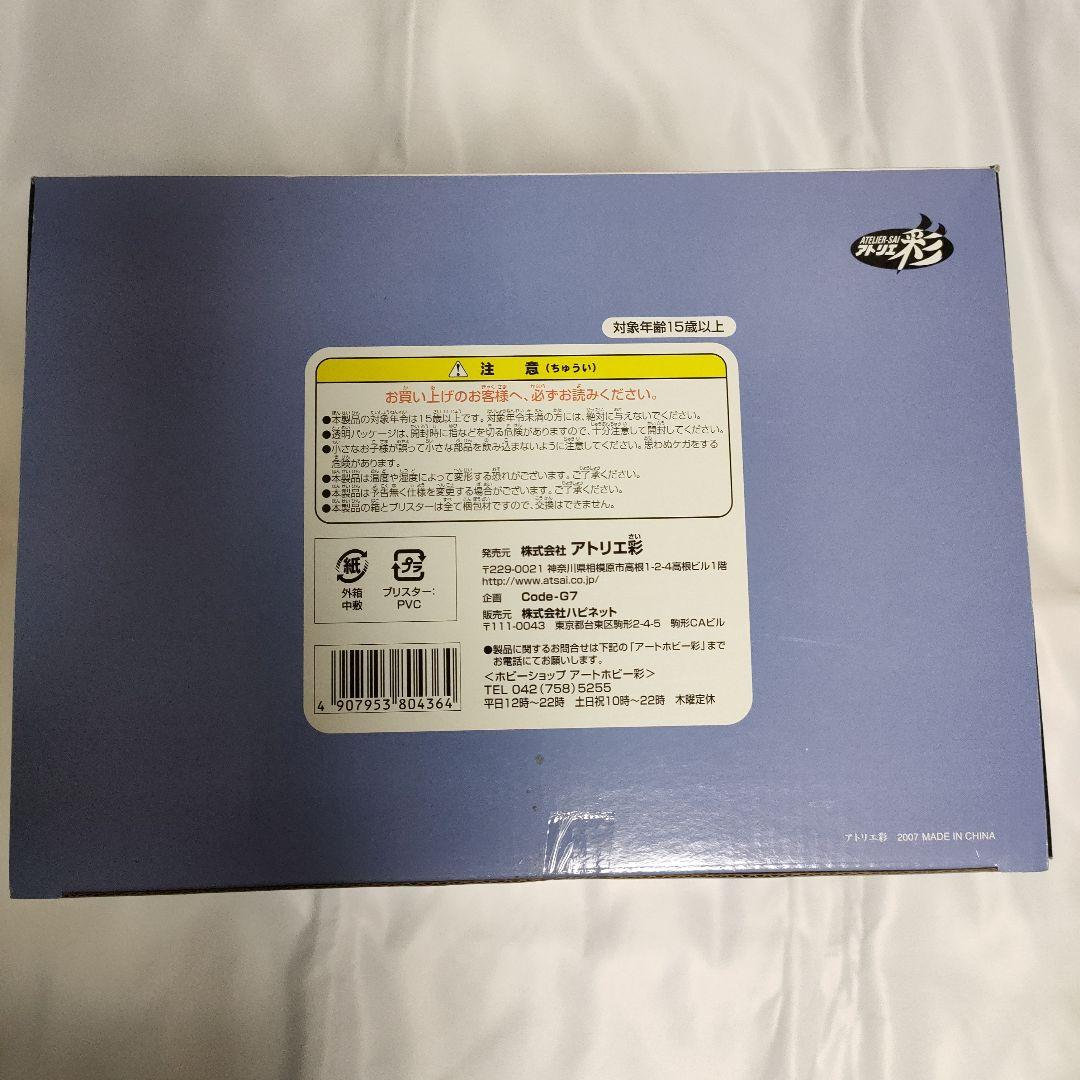 ATELIER-SAI
アトリエ彩
対象年齢15歳以上
注 意(ちゅうい)
お買い上げのお客様へ、必ずお読みください。
●本製品の対象年令は15歳以上です。対象年令未満の方には、絶対に与えないでください。
●透明パッケージは、開封時に指などを切る危険がありますので、十分注意して開封してください。
●小さなお子様が誤って小さな部品を飲み込まないように注意してください。思わぬケガをする
危険があります。
●本製品は温度や湿度によって変形する恐れがございます。ご了承ください。
●本製品は予告無く仕様を変更する場合がございます。ご了承ください。
●本製品の箱とブリスターは全て梱包材ですので、交換はできません。
紙
外箱
中敷
プラ
ブリスター:
PVC
発売元 株式会社 アトリエ彩
〒229-0021 神奈川県相模原市高根1-2-4高根ビル1階
http://www.atsai.co.jp/
企画 Code-G7
販売元 株式会社ハピネット
〒111-0043 東京都台東区駒形2-4-5 駒形CAビル
●製品に関するお問合せは下記の「アートホビー彩」まで
お電話にてお願いします。
<ホビーショップ アートホビー彩>
TEL 042(758)5255
平日12時~22時 土日祝10時~22時 木曜定休
4 907953 804364
アトリエ彩 2007 MADE IN CHINA